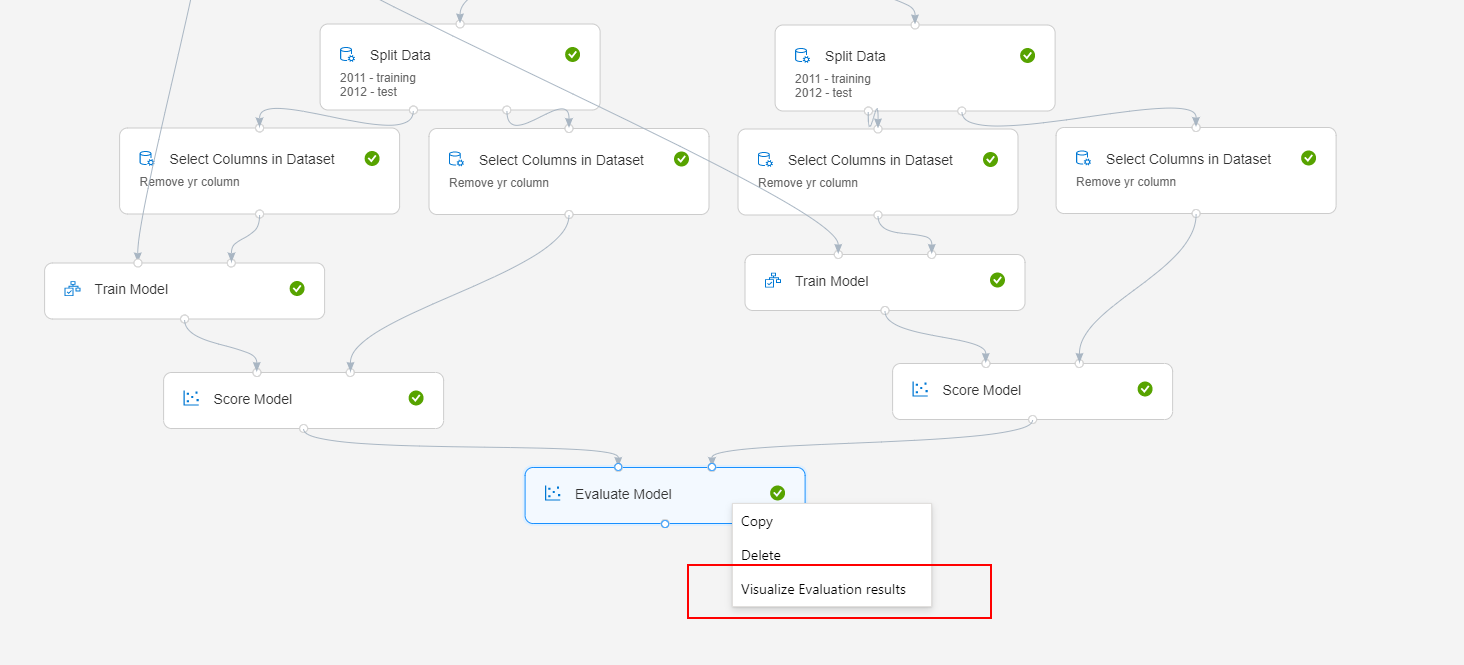 Split Data
2011 - training
2012 - test
Split Data
2011 - training
2012 - test
Select Columns in Dataset
Remove yr column
Select Columns in Dataset
Remove yr column
Select Columns in Dataset
Remove yr column
Select Columns in Dataset
Remove yr column
Train Model
Train Model
Score Model
Score Model
Evaluate Model
Copy
Delete
Visualize Evaluation results